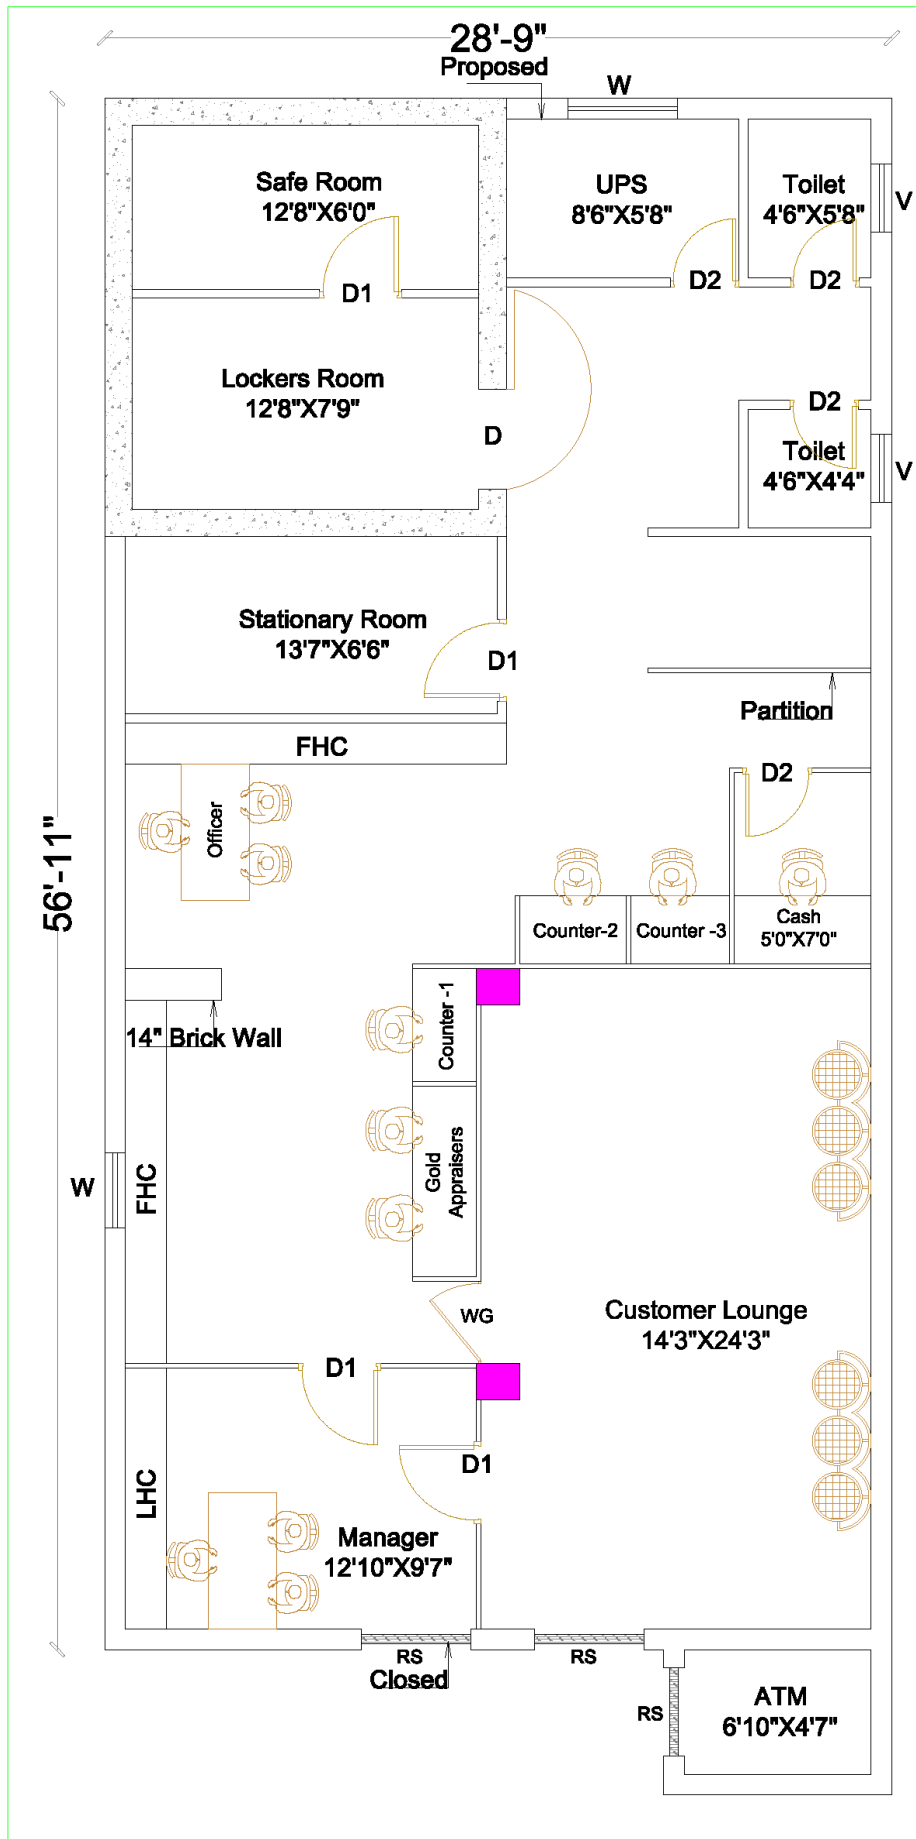 28'-9"
Proposed
W
Safe Room
12'8"X6'0"
UPS
8'6"X5'8"
Toilet
4'6"X5'8"
V
D1
D2
D2
Lockers Room
12'8"X7'9"
D
D2
Toilet
4'6"X4'4"
V
Stationary Room
13'7"X6'6"
D1
Partition
FHC
D2
Officer
56'-11"
Counter-2
Counter -3
Cash
5'0"X7'0"
14" Brick Wall
Counter -1
Gold
Appraisers
W
FHC
WG
Customer Lounge
14'3"X24'3"
D1
D1
LHC
Manager
12'10"X9'7"
RS
Closed
RS
RS
ATM
6'10"X4'7"